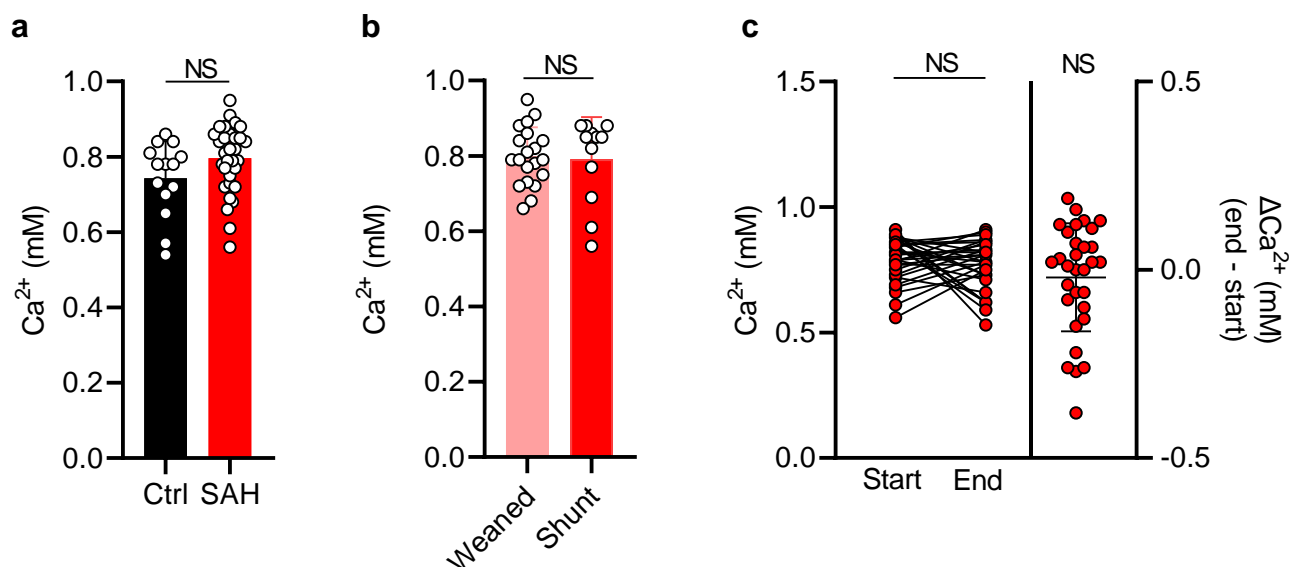 a
NS
1.0
0.8
0.6
0.4
0.2
0.0
Ca2+ (mM)
Ctrl SAH
b
NS
1.0
0.8
0.6
0.4
0.2
0.0
Ca2+ (mM)
Weaned
Shunt
c
NS
NS
1.5
1.0
0.5
0.0
Ca2+ (mM)
Start End
0.5
0.0
-0.5
ΔCa2+ (mM)
(end - start)